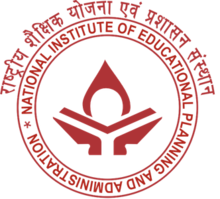 राष्ट्रीय शैक्षिक योजना एवं प्रशासन संस्थान
* NATIONAL INSTITUTE OF EDUCATIONAL PLANNING AND ADMINISTRATION